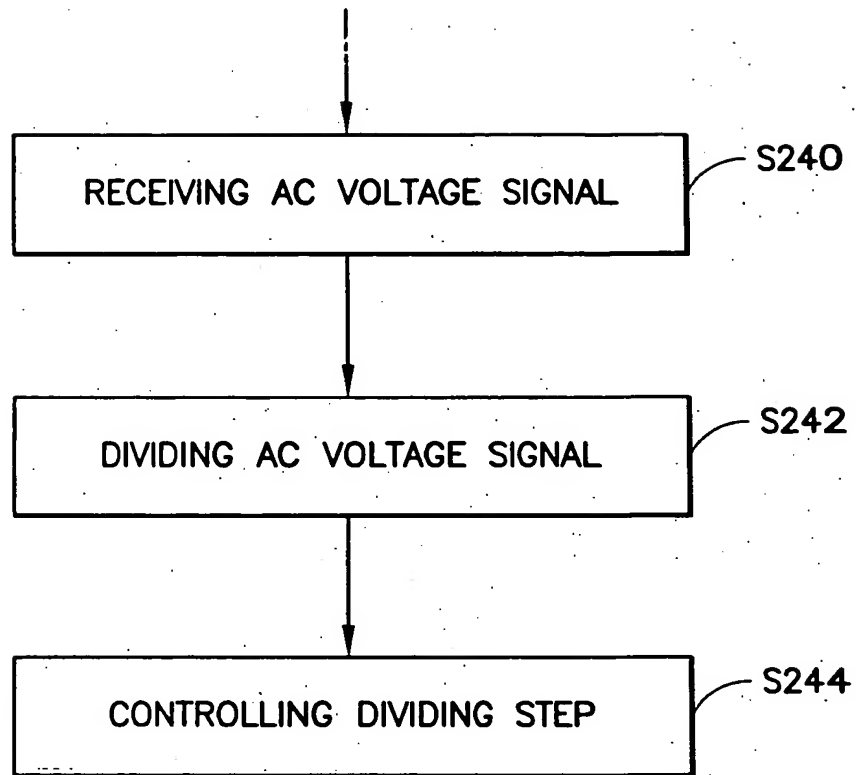 RECEIVING AC VOLTAGE SIGNAL
S240
DIVIDING AC VOLTAGE SIGNAL
S242
CONTROLLING DIVIDING STEP
S244